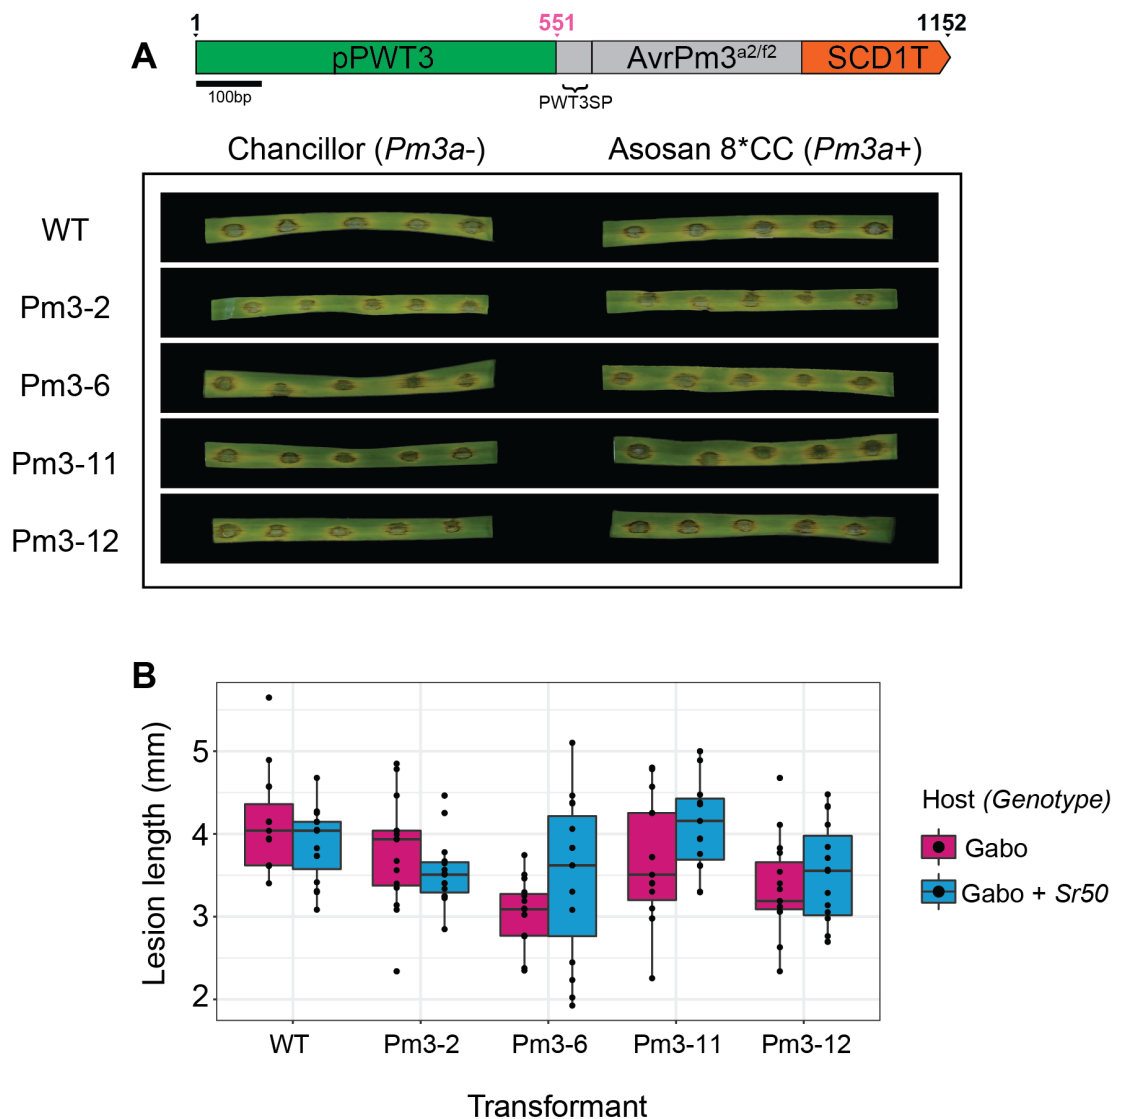 1 551 1152
A pPWT3 AvrPm3a2/f2 SCD1T
100bp PWT3SP
Chancillor (Pm3a-) Asosan 8*CC (Pm3a+)
WT
Pm3-2
Pm3-6
Pm3-11
Pm3-12
B
Lesion length (mm)
5
4
3
2
WT Pm3-2 Pm3-6 Pm3-11 Pm3-12
Transformant
Host (Genotype)
Gabo
Gabo + Sr50